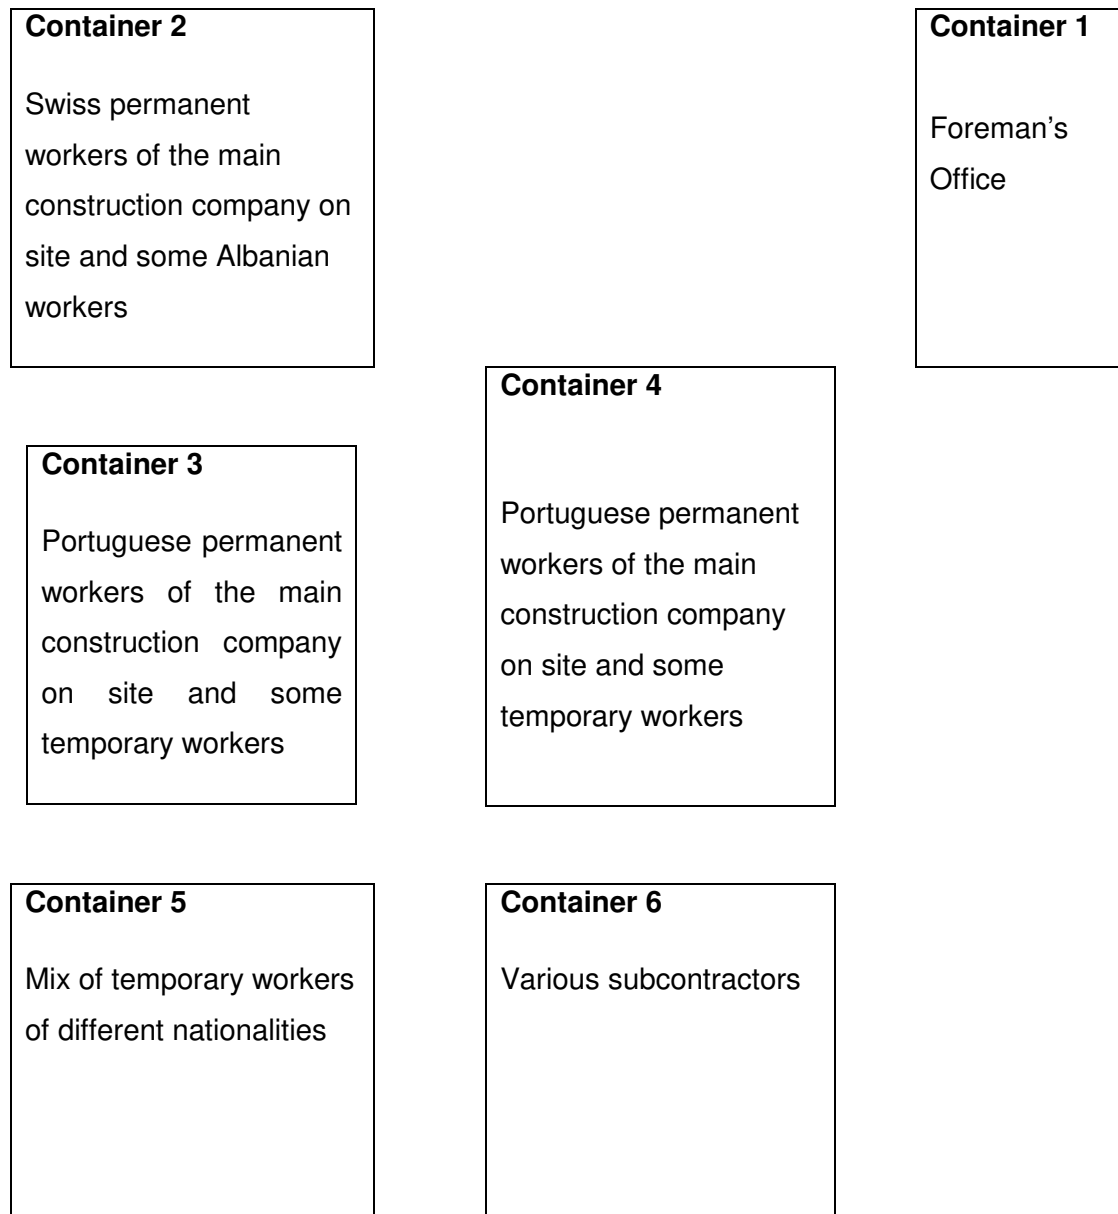 Container 2
Swiss permanent
workers of the main
construction company on
site and some Albanian
workers
Container 1
Foreman’s
Office
Container 3
Portuguese permanent
workers of the main
construction company
on site and some
temporary workers
Container 4
Portuguese permanent
workers of the main
construction company
on site and some
temporary workers
Container 5
Mix of temporary workers
of different nationalities
Container 6
Various subcontractors